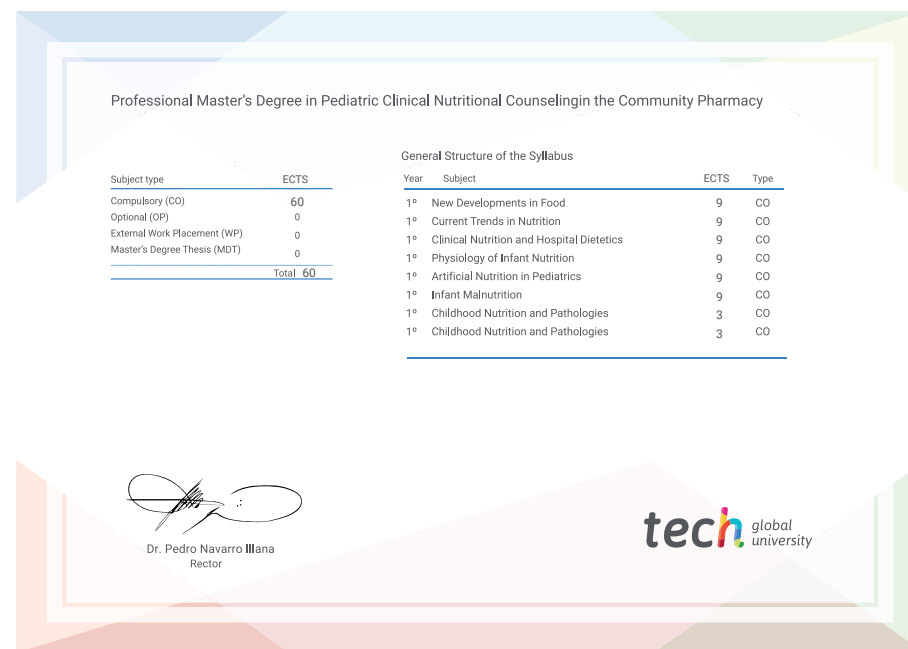 Professional Master's Degree in Pediatric Clinical Nutritional Counselingin the Community Pharmacy
Subject type ECTS
Compulsory (CO) 60
Optional (OP) 0
External Work Placement (WP) 0
Master's Degree Thesis (MDT) 0
Total 60
General Structure of the Syllabus
Year Subject ECTS Type
1º New Developments in Food 9 CO
1º Current Trends in Nutrition 9 CO
1º Clinical Nutrition and Hospital Dietetics 9 CO
1º Physiology of Infant Nutrition 9 CO
1º Artificial Nutrition in Pediatrics 9 CO
1º Infant Malnutrition 9 CO
1º Childhood Nutrition and Pathologies 3 CO
1º Childhood Nutrition and Pathologies 3 CO
Dr. Pedro Navarro Illana
Rector
tech global
university